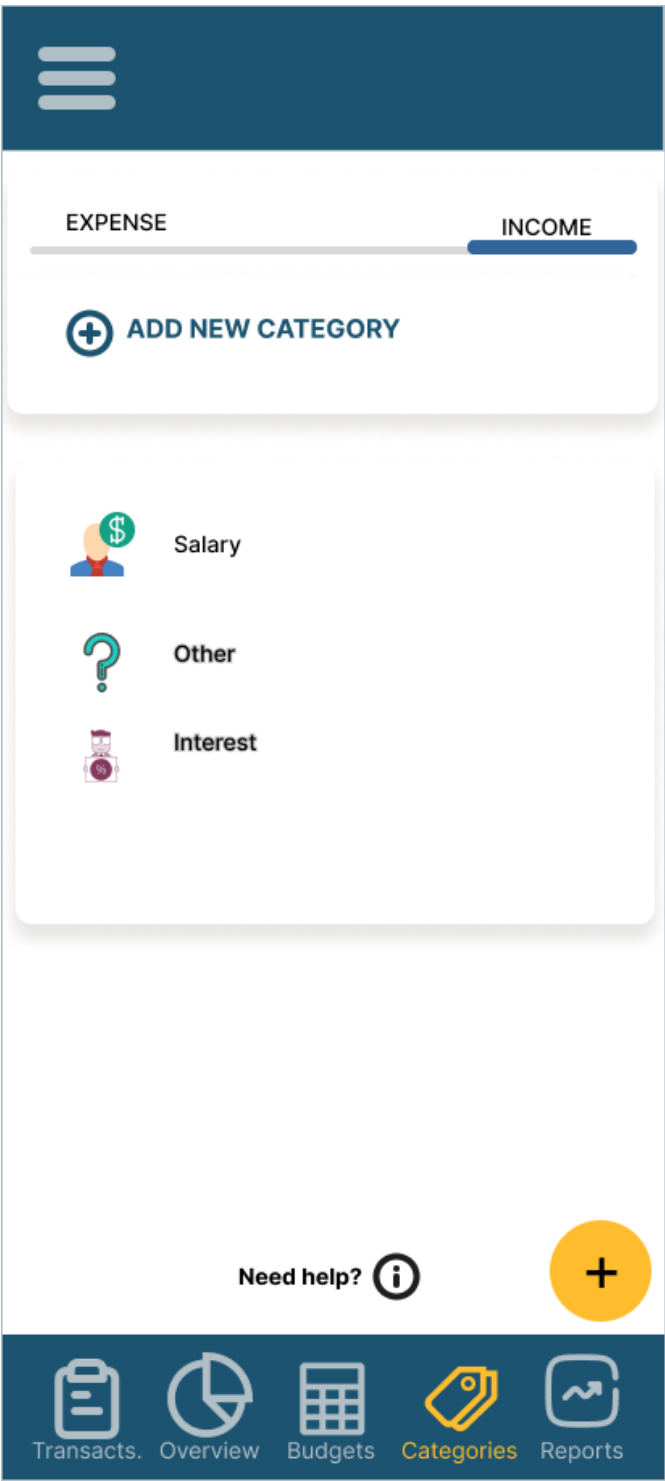 EXPENSE
INCOME
ADD NEW CATEGORY
$
Salary
Other
Interest
%
Need help?
+
Transacts.
Overview
Budgets
Categories
Reports